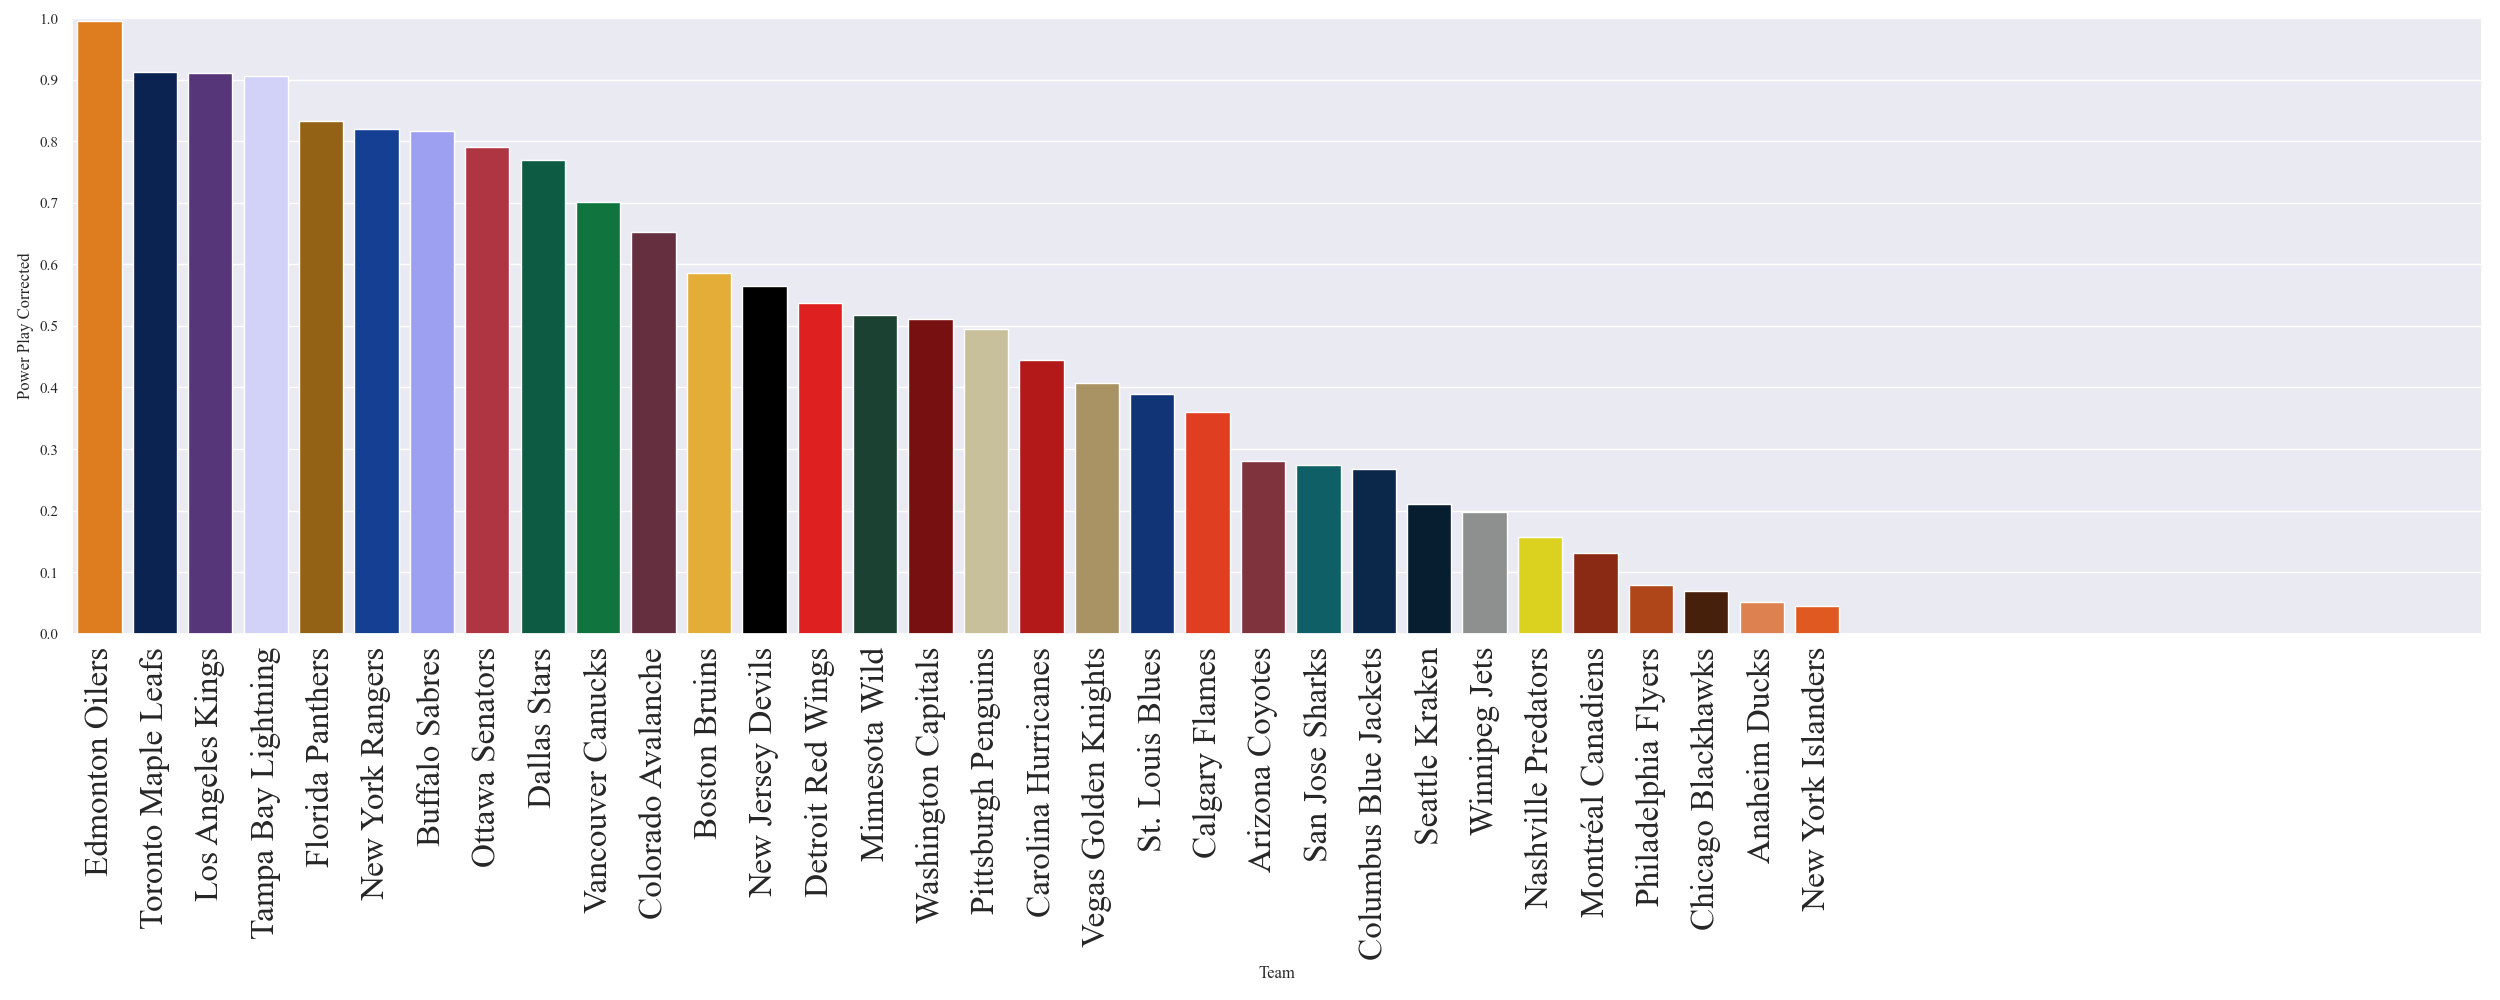 1.0
0.9
0.8
0.7
0.6
0.5
0.4
0.3
0.2
0.1
0.0
Power Play Corrected
Edmonton Oilers
Toronto Maple Leafs
Los Angeles Kings
Tampa Bay Lightning
Florida Panthers
New York Rangers
Buffalo Sabres
Ottawa Senators
Dallas Stars
Vancouver Canucks
Colorado Avalanche
Boston Bruins
New Jersey Devils
Detroit Red Wings
Minnesota Wild
Washington Capitals
Pittsburgh Penguins
Carolina Hurricanes
Vegas Golden Knights
St. Louis Blues
Calgary Flames
Arizona Coyotes
San Jose Sharks
Columbus Blue Jackets
Seattle Kraken
Winnipeg Jets
Nashville Predators
Montréal Canadiens
Philadelphia Flyers
Chicago Blackhawks
Anaheim Ducks
New York Islanders
Team